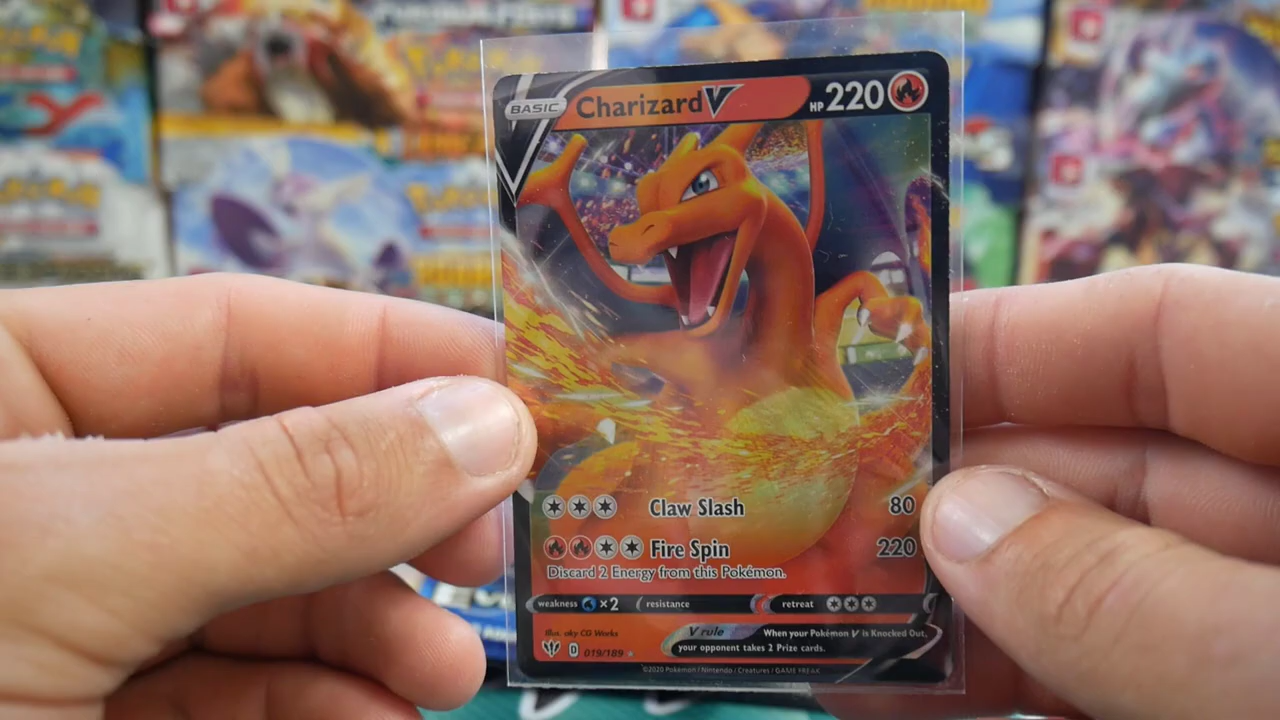 BASIC Charizard V HP 220
Claw Slash 80
Fire Spin 220
Discard 2 Energy from this Pokémon.
weakness ×2 resistance retreat
Illus. aky CG Works
V rule When your Pokémon V is Knocked Out,
your opponent takes 2 Prize cards.
D 019/189
©2020 Pokémon / Nintendo / Creatures / GAME FREAK